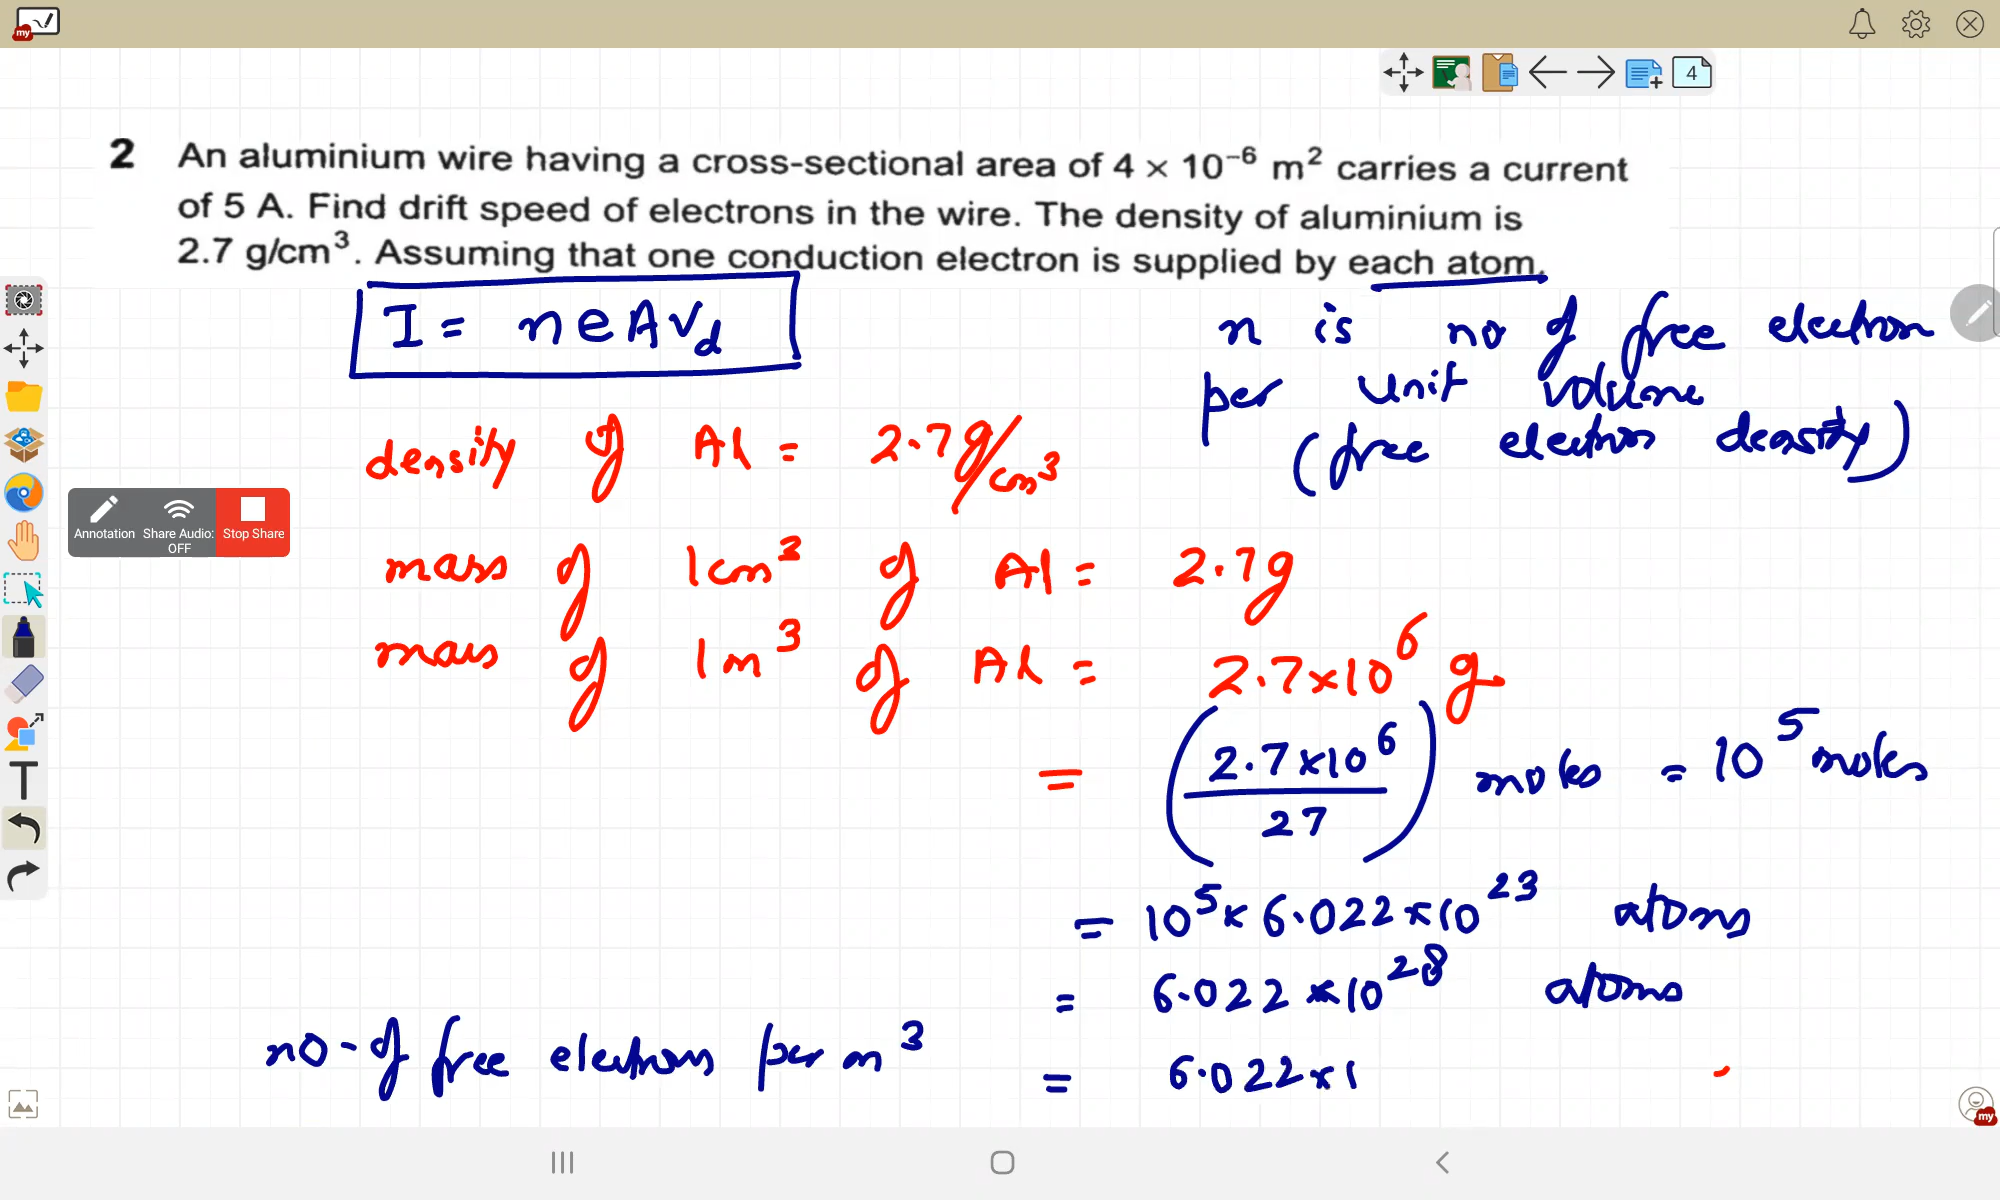 my
4
2 An aluminium wire having a cross-sectional area of 4 × 10⁻⁶ m² carries a current
of 5 A. Find drift speed of electrons in the wire. The density of aluminium is
2.7 g/cm³. Assuming that one conduction electron is supplied by each atom.
I = neAVd
n is no of free electron
per unit volume
(free electron density)
density of Al = 2.7g/cm³
Annotation Share Audio: OFF Stop Share
mass of 1cm³ of Al = 2.7g
mass of 1m³ of Al = 2.7×10⁶ g
= (2.7×10⁶/27) moles = 10⁵ moles
= 10⁵ × 6.022×10²³ atoms
= 6.022×10²⁸ atoms
no. of free electrons per m³ = 6.022×1
T
my